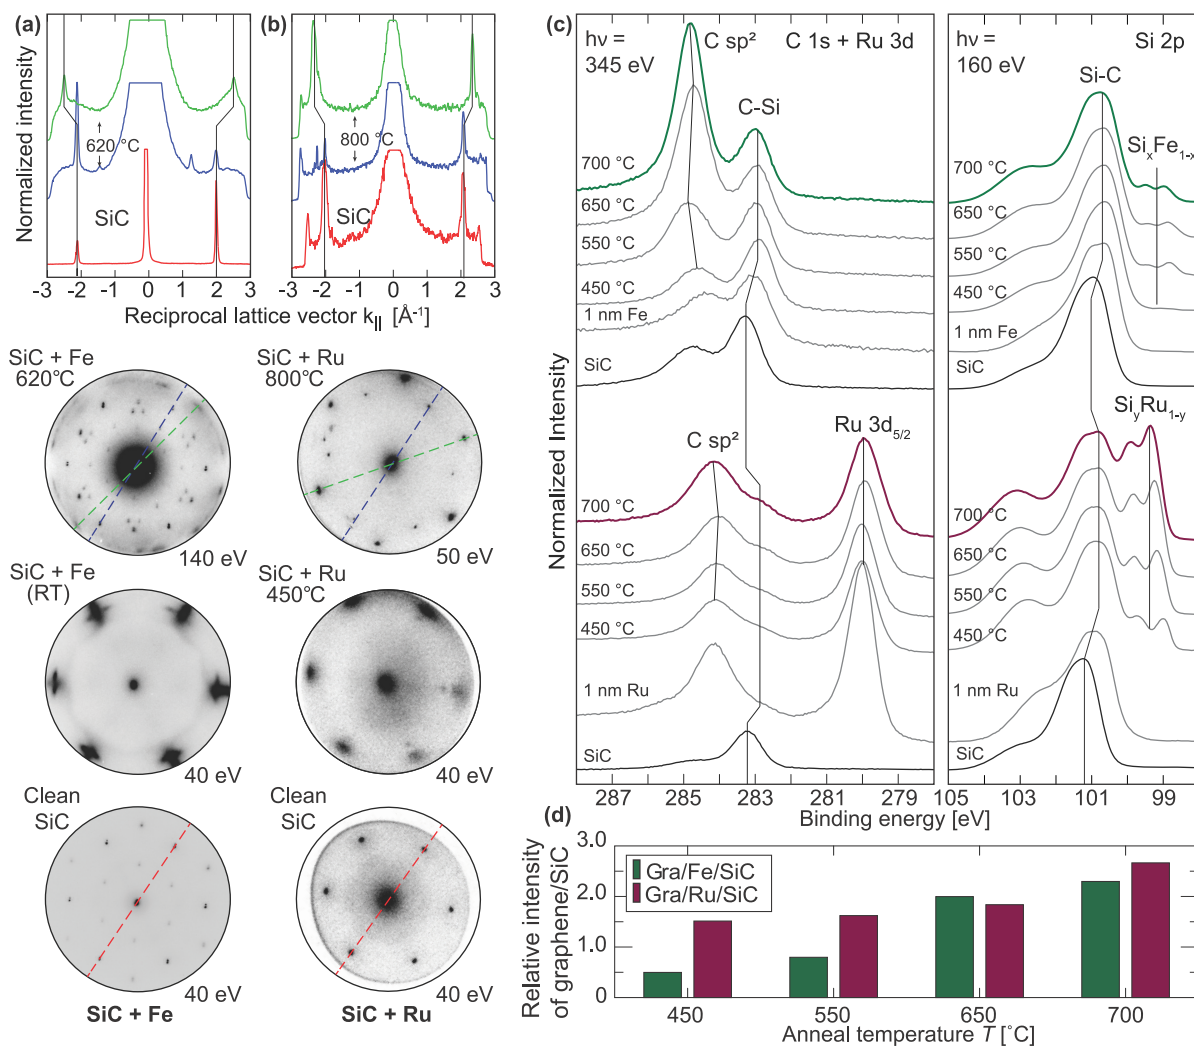 (a)
(b)
Normalized intensity
620 °C
800 °C
SiC
SiC
-3 -2 -1 0 1 2 3
-3 -2 -1 0 1 2 3
Reciprocal lattice vector k|| [Å⁻¹]
SiC + Fe
620°C
140 eV
SiC + Ru
800°C
50 eV
SiC + Fe
(RT)
40 eV
SiC + Ru
450°C
40 eV
Clean
SiC
40 eV
Clean
SiC
40 eV
SiC + Fe
SiC + Ru
(c)
Normalized Intensity
hν =
345 eV
C sp²
C 1s + Ru 3d
C-Si
700 °C
650 °C
550 °C
450 °C
1 nm Fe
SiC
C sp²
Ru 3d₅/₂
700 °C
650 °C
550 °C
450 °C
1 nm Ru
SiC
287 285 283 281 279
hν =
160 eV
Si 2p
Si-C
SiₓFe₁₋ₓ
700 °C
650 °C
550 °C
450 °C
1 nm Fe
SiC
SiyRu1-y
700 °C
650 °C
550 °C
450 °C
1 nm Ru
SiC
105 103 101 99
Binding energy [eV]
(d)
Relative intensity
of graphene/SiC
3.0
2.0
1.0
0
Gra/Fe/SiC
Gra/Ru/SiC
450 550 650 700
Anneal temperature T [°C]